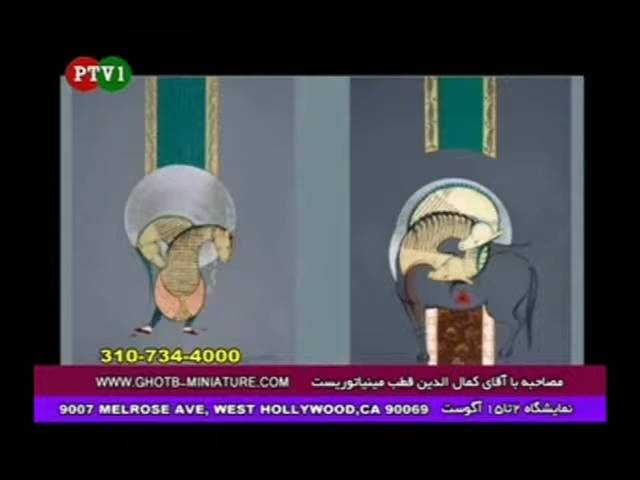 PTV1
310-734-4000
WWW.GHOTB-MINIATURE.COM مصاحبه با آقای کمال الدین قطب مینیاتوریست
9007 MELROSE AVE, WEST HOLLYWOOD,CA 90069 نمایشگاه ۲تا۱۵ آگوست